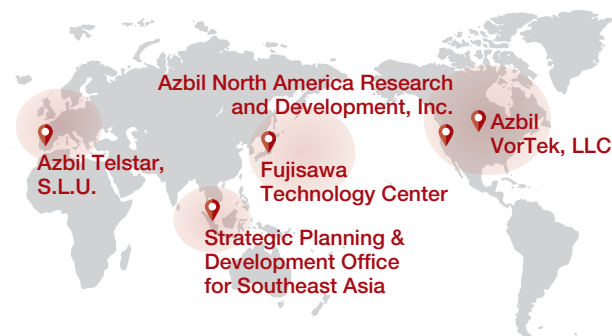 Azbil North America Research
and Development, Inc.
Azbil
VorTek, LLC
Azbil Telstar,
S.L.U.
Fujisawa
Technology Center
Strategic Planning &
Development Office
for Southeast Asia